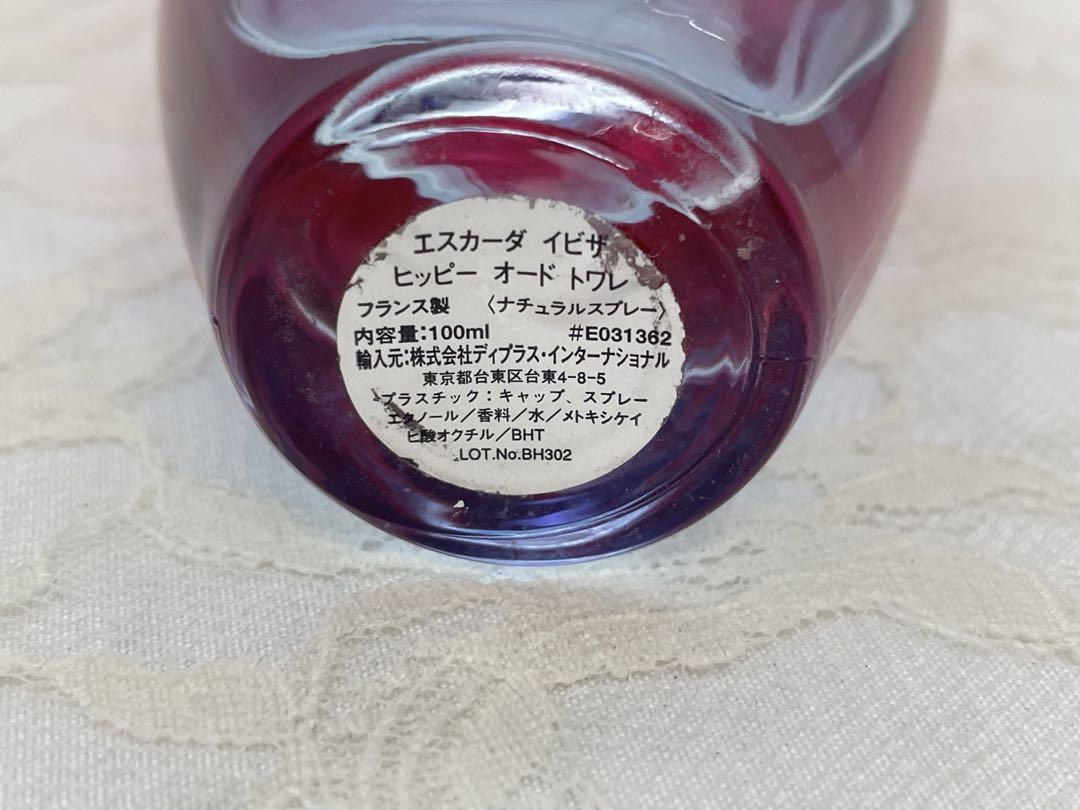 エスカーダ イビザ
ヒッピー オード トワレ
フランス製 〈ナチュラルスプレー〉
内容量:100ml #E031362
輸入元:株式会社ディプラス・インターナショナル
東京都台東区台東4-8-5
プラスチック:キャップ、スプレー
エタノール/香料/水/メトキシケイ
ヒ酸オクチル/BHT
LOT.No.BH302